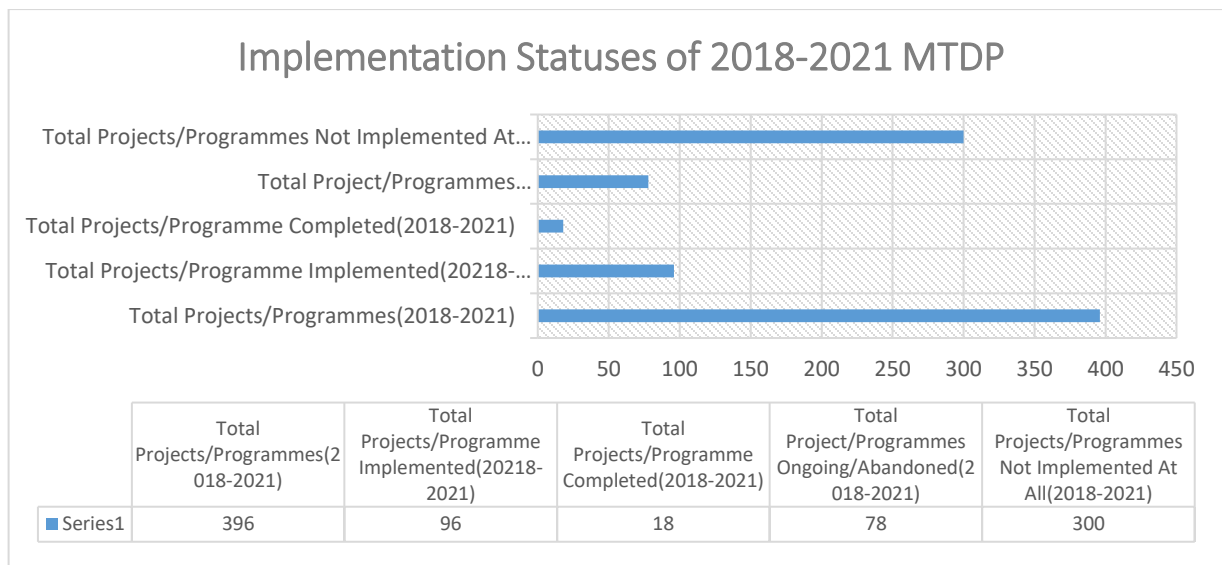 Implementation Statuses of 2018-2021 MTDP
Total Projects/Programmes Not Implemented At...
Total Project/Programmes...
Total Projects/Programme Completed(2018-2021)
Total Projects/Programme Implemented(20218-...
Total Projects/Programmes(2018-2021)
0 50 100 150 200 250 300 350 400 450
Total
Projects/Programmes(2
018-2021)
Total
Projects/Programme
Implemented(20218-
2021)
Total
Projects/Programme
Completed(2018-2021)
Total
Project/Programmes
Ongoing/Abandoned(2
018-2021)
Total
Projects/Programmes
Not Implemented At
All(2018-2021)
Series1 396 96 18 78 300